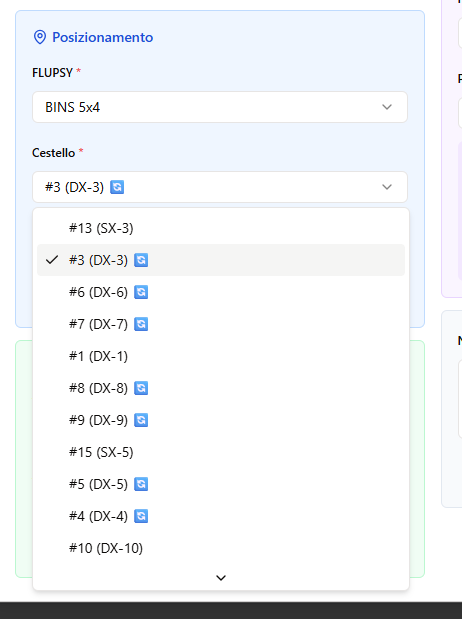 Posizionamento
FLUPSY *
BINS 5x4
Cestello *
#3 (DX-3) 🔄
#13 (SX-3)
#3 (DX-3) 🔄
#6 (DX-6) 🔄
#7 (DX-7) 🔄
#1 (DX-1)
#8 (DX-8) 🔄
#9 (DX-9) 🔄
#15 (SX-5)
#5 (DX-5) 🔄
#4 (DX-4) 🔄
#10 (DX-10)